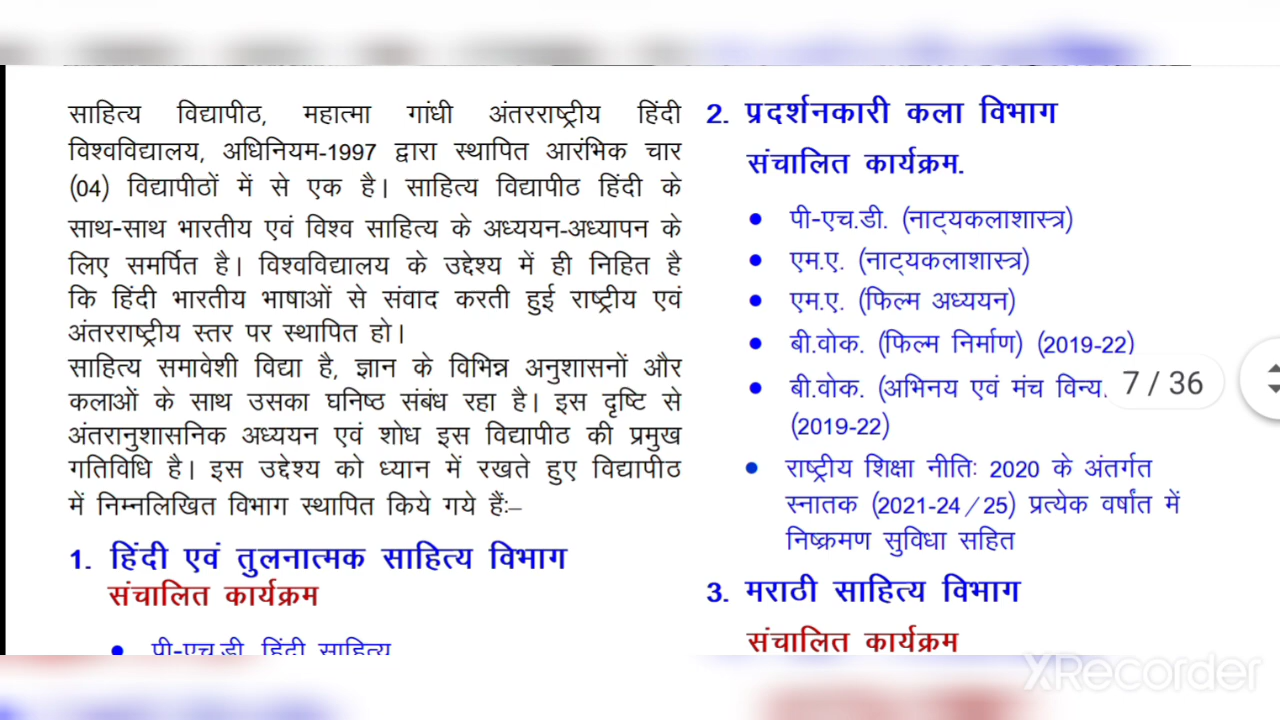 साहित्य विद्यापीठ, महात्मा गांधी अंतरराष्ट्रीय हिंदी
विश्वविद्यालय, अधिनियम-1997 द्वारा स्थापित आरंभिक चार
(04) विद्यापीठों में से एक है। साहित्य विद्यापीठ हिंदी के
साथ-साथ भारतीय एवं विश्व साहित्य के अध्ययन-अध्यापन के
लिए समर्पित है। विश्वविद्यालय के उद्देश्य में ही निहित है
कि हिंदी भारतीय भाषाओं से संवाद करती हुई राष्ट्रीय एवं
अंतरराष्ट्रीय स्तर पर स्थापित हो।
साहित्य समावेशी विद्या है, ज्ञान के विभिन्न अनुशासनों और
कलाओं के साथ उसका घनिष्ठ संबंध रहा है। इस दृष्टि से
अंतरानुशासनिक अध्ययन एवं शोध इस विद्यापीठ की प्रमुख
गतिविधि है। इस उद्देश्य को ध्यान में रखते हुए विद्यापीठ
में निम्नलिखित विभाग स्थापित किये गये हैं:–
1. हिंदी एवं तुलनात्मक साहित्य विभाग
संचालित कार्यक्रम
• पी-एच.डी. हिंदी साहित्य
2. प्रदर्शनकारी कला विभाग
संचालित कार्यक्रम.
• पी-एच.डी. (नाट्यकलाशास्त्र)
• एम.ए. (नाट्यकलाशास्त्र)
• एम.ए. (फिल्म अध्ययन)
• बी.वोक. (फिल्म निर्माण) (2019-22)
• बी.वोक. (अभिनय एवं मंच
(2019-22)
• राष्ट्रीय शिक्षा नीतिः 2020 के अंतर्गत
स्नातक (2021-24/25) प्रत्येक वर्षांत में
निष्क्रमण सुविधा सहित
3. मराठी साहित्य विभाग
संचालित कार्यक्रम
7 / 36
XRecorder